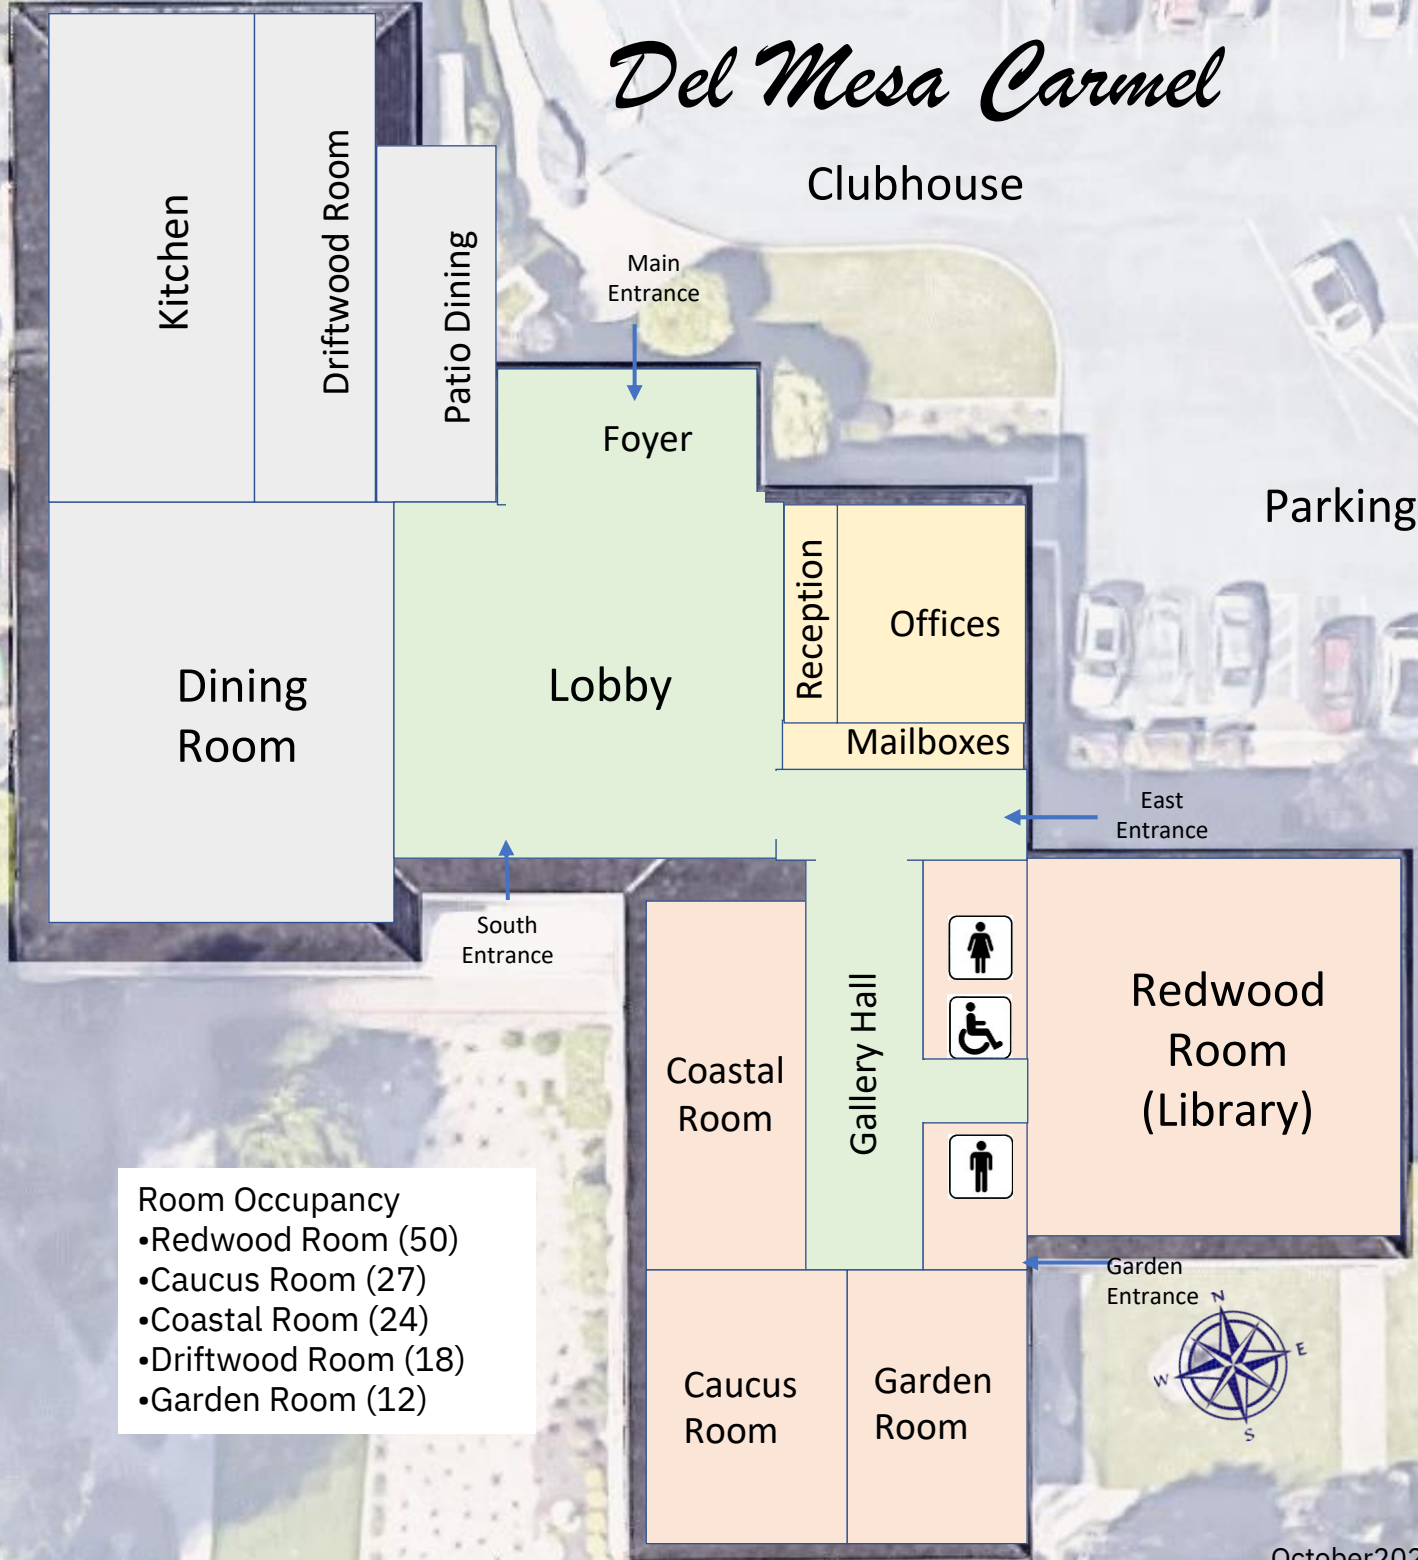 Del Mesa Carmel
Clubhouse
Kitchen
Driftwood Room
Patio Dining
Main
Entrance
Foyer
Parking
Reception
Offices
Dining
Room
Lobby
Mailboxes
East
Entrance
South
Entrance
Gallery Hall
Redwood
Room
(Library)
Coastal
Room
Room Occupancy
•Redwood Room (50)
•Caucus Room (27)
•Coastal Room (24)
•Driftwood Room (18)
•Garden Room (12)
Garden
Entrance
N
E
W
S
Caucus
Room
Garden
Room